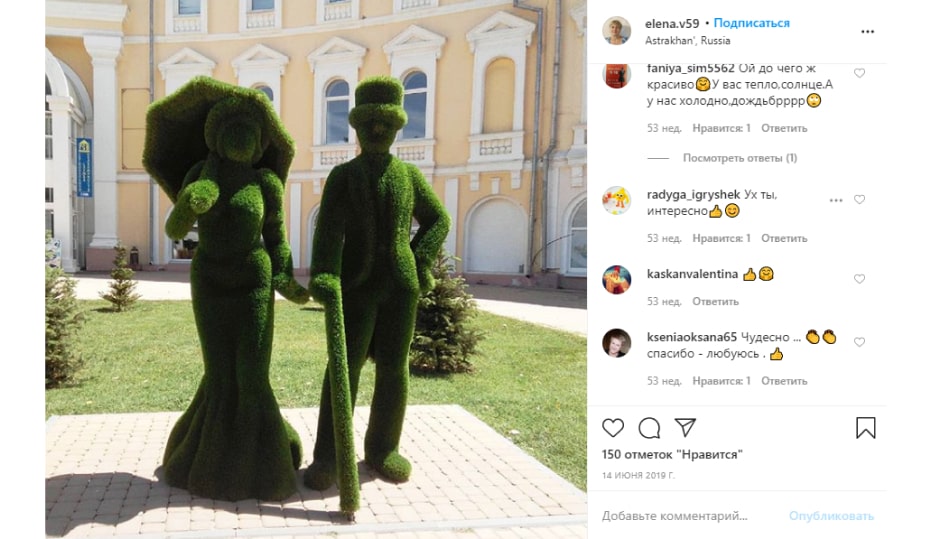 elena.v59 • Подписаться
Astrakhan', Russia
faniya_sim5562 Ой до чего ж
красиво🤗У вас тепло,солнце.А
у нас холодно,дождьбрррр🙄
53 нед. Нравится: 1 Ответить
Посмотреть ответы (1)
radyga_igryshek Ух ты,
интересно👍😊
53 нед. Нравится: 1 Ответить
kaskanvalentina 👍🤗
53 нед. Ответить
kseniaoksana65 Чудесно ... 👏👏
спасибо - любуюсь . 👍
53 нед. Нравится: 1 Ответить
150 отметок "Нравится"
14 ИЮНЯ 2019 Г.
Добавьте комментарий... Опубликовать